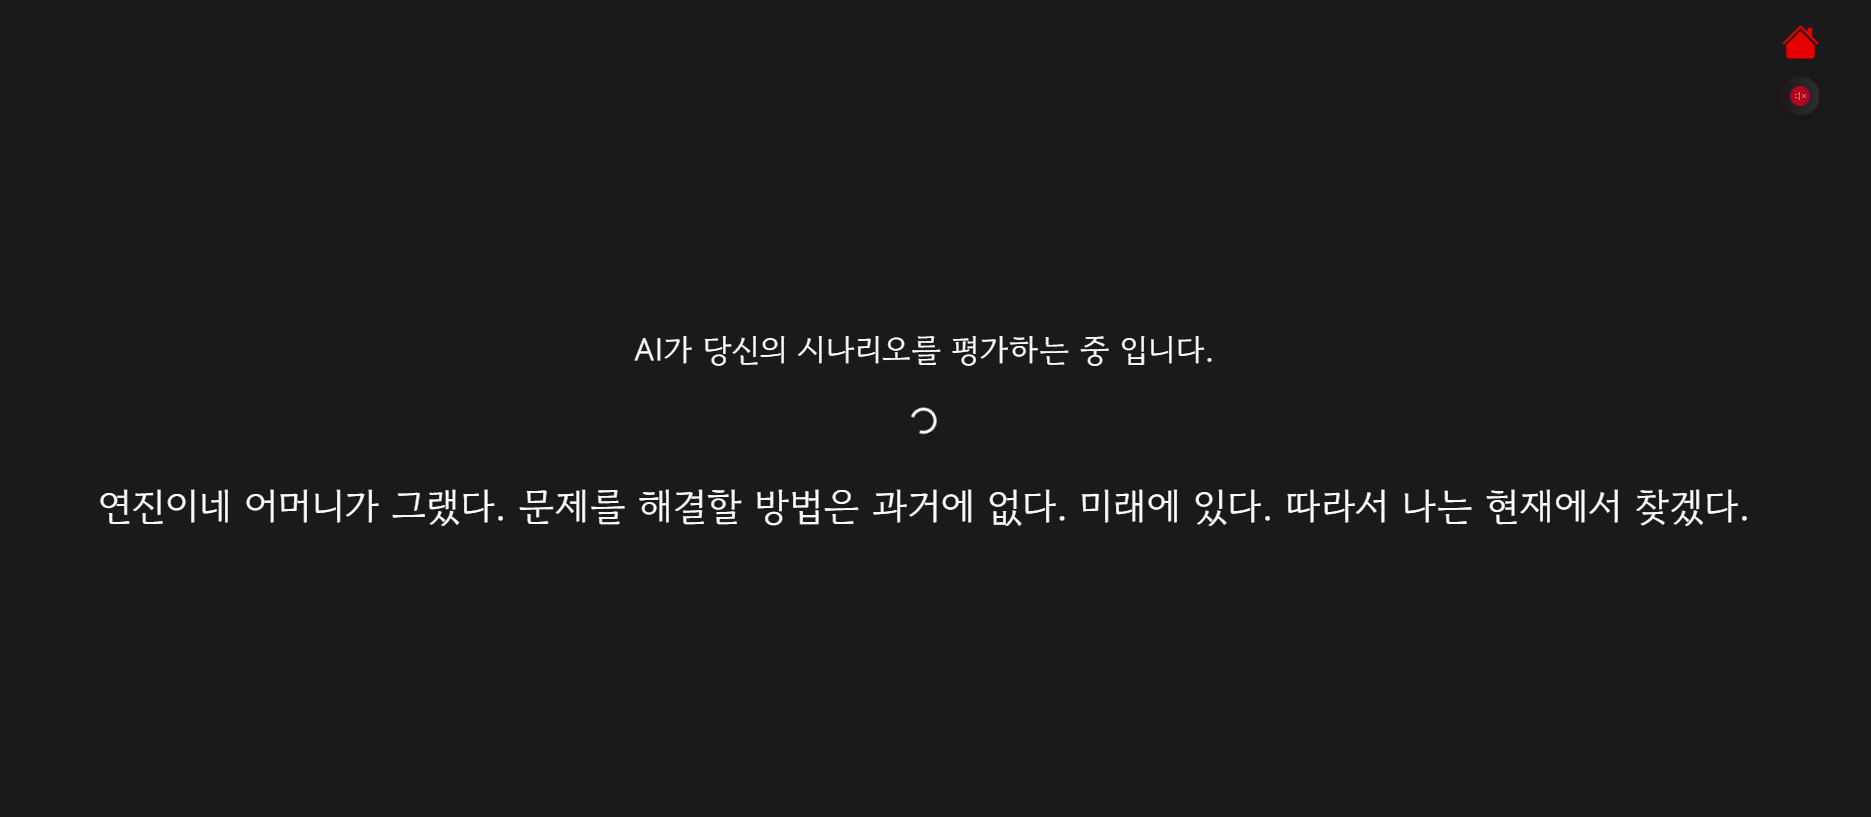 AI가 당신의 시나리오를 평가하는 중 입니다.
연진이네 어머니가 그랬다. 문제를 해결할 방법은 과거에 없다. 미래에 있다. 따라서 나는 현재에서 찾겠다.